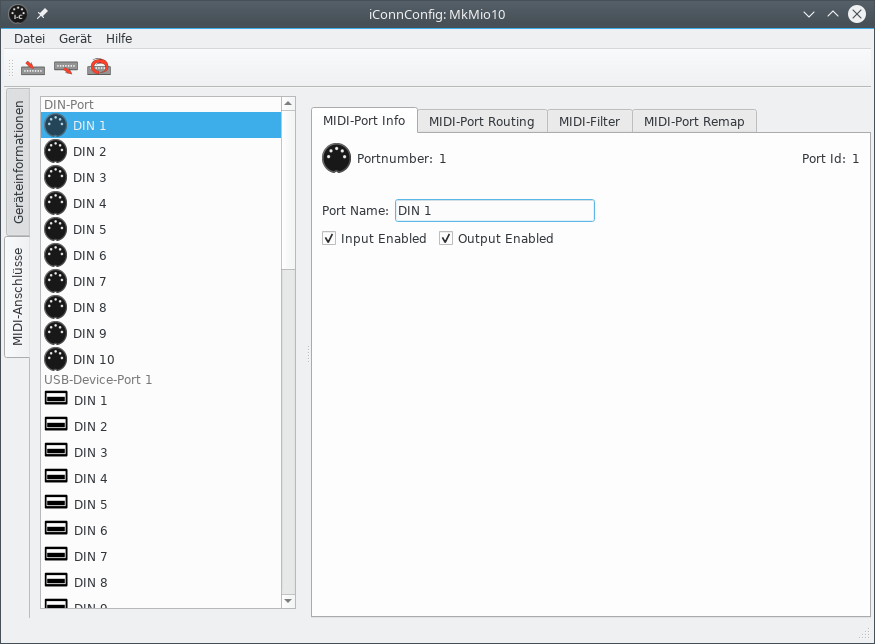 iConnConfig: MkMio10
Datei Gerät Hilfe
Geräteinformationen
MIDI-Anschlüsse
DIN-Port
DIN 1
DIN 2
DIN 3
DIN 4
DIN 5
DIN 6
DIN 7
DIN 8
DIN 9
DIN 10
USB-Device-Port 1
DIN 1
DIN 2
DIN 3
DIN 4
DIN 5
DIN 6
DIN 7
DIN 8
DIN 9
MIDI-Port Info MIDI-Port Routing MIDI-Filter MIDI-Port Remap
Portnumber: 1 Port Id: 1
Port Name: DIN 1
Input Enabled Output Enabled